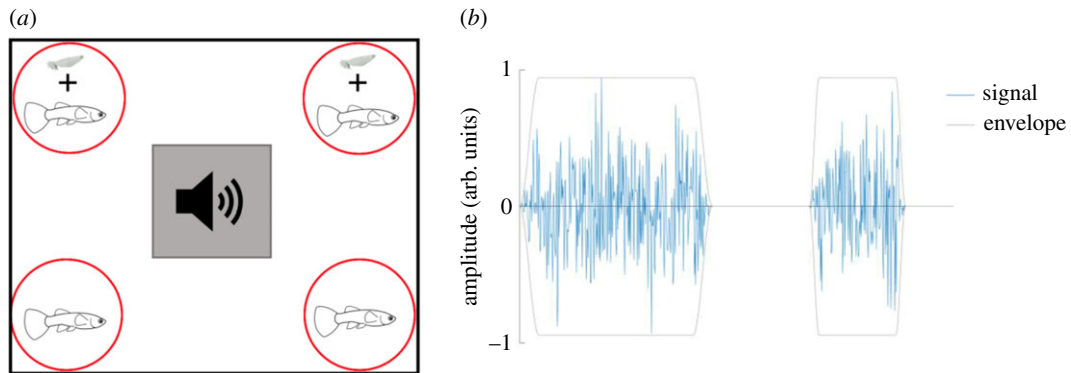 (a)
(b)
1
0
−1
amplitude (arb. units)
signal
envelope